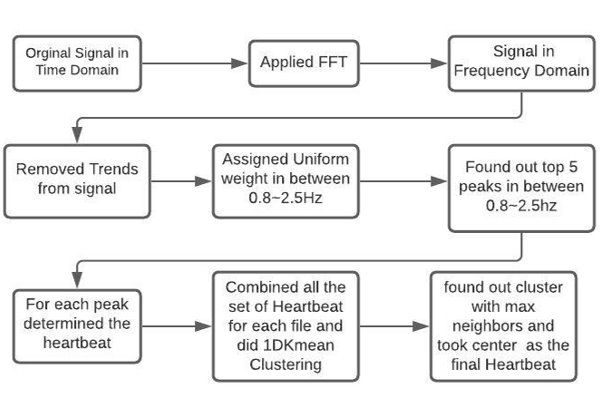 Orginal Signal in
Time Domain
Applied FFT
Signal in
Frequency Domain
Removed Trends
from signal
Assigned Uniform
weight in between
0.8~2.5Hz
Found out top 5
peaks in between
0.8~2.5hz
For each peak
determined the
heartbeat
Combined all the
set of Heartbeat
for each file and
did 1DKmean
Clustering
found out cluster
with max
neighbors and
took center as the
final Heartbeat